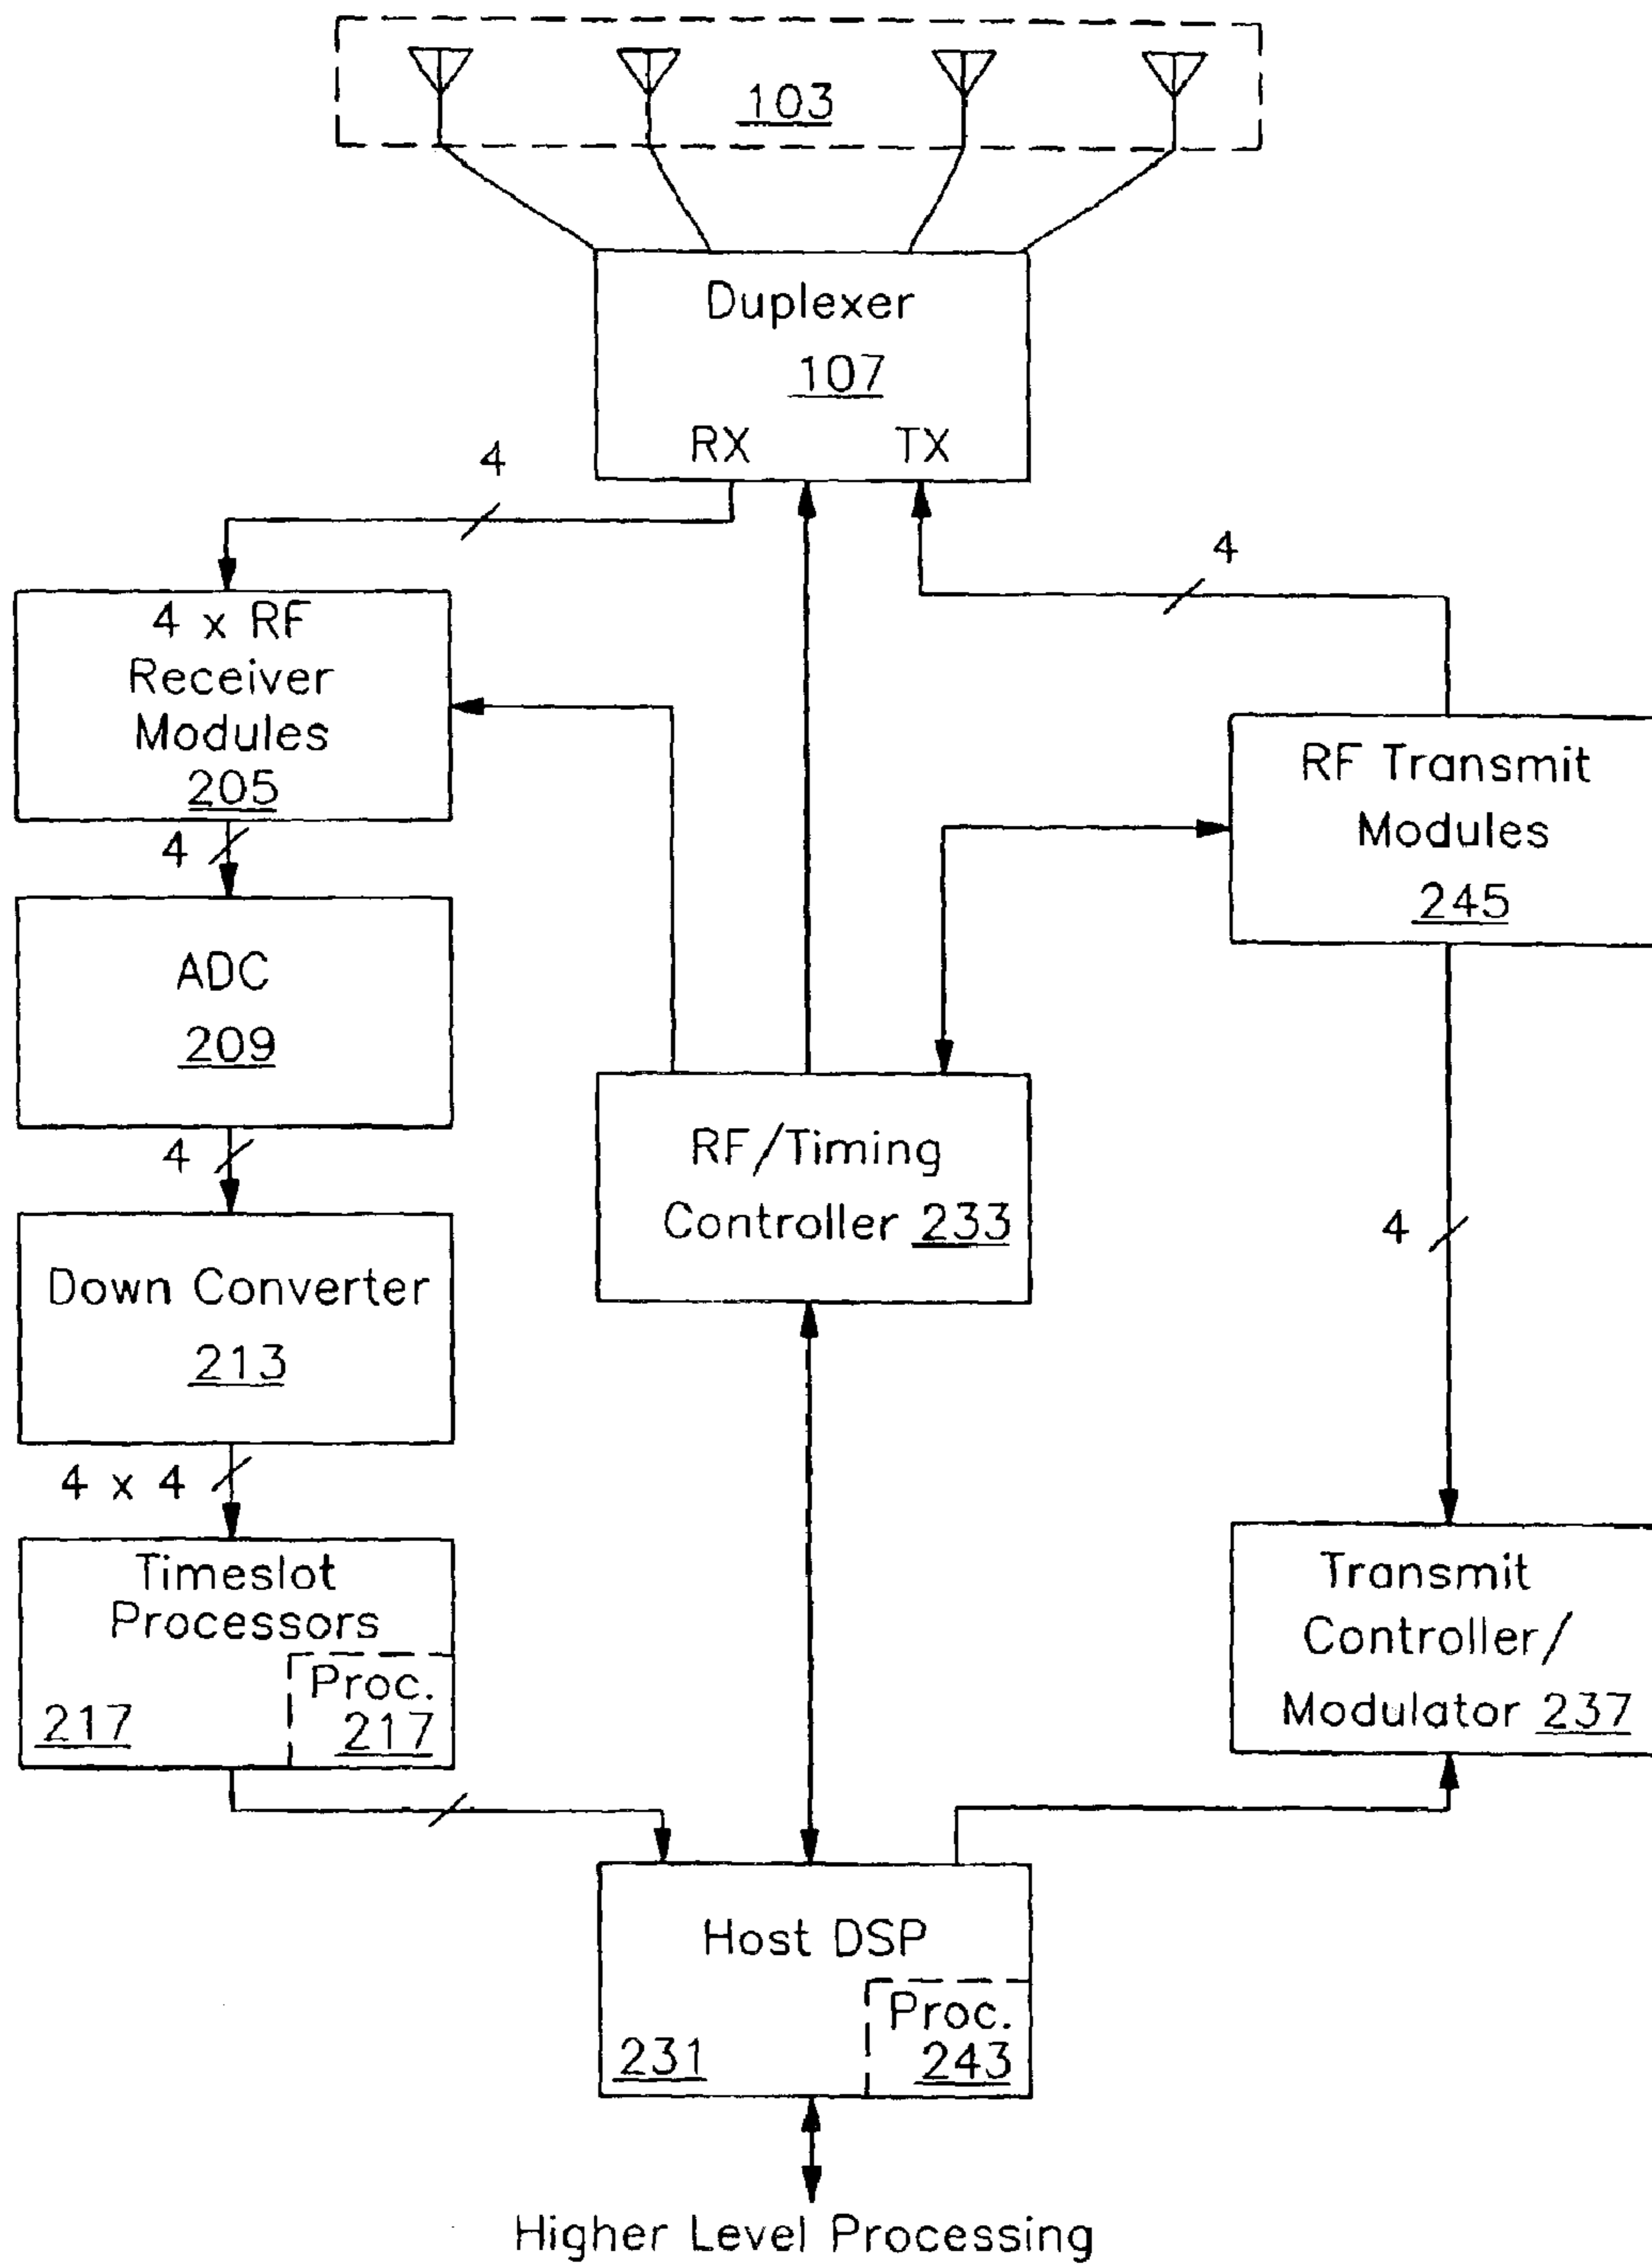 103
Duplexer
107
RX TX
4
4
4 x RF
Receiver
Modules
205
RF Transmit
Modules
245
4
ADC
209
RF/Timing
Controller 233
4
Down Converter
213
4
4 x 4
Timeslot
Processors
Proc.
217
217
Transmit
Controller/
Modulator 237
Host DSP
Proc.
231
243
Higher Level Processing